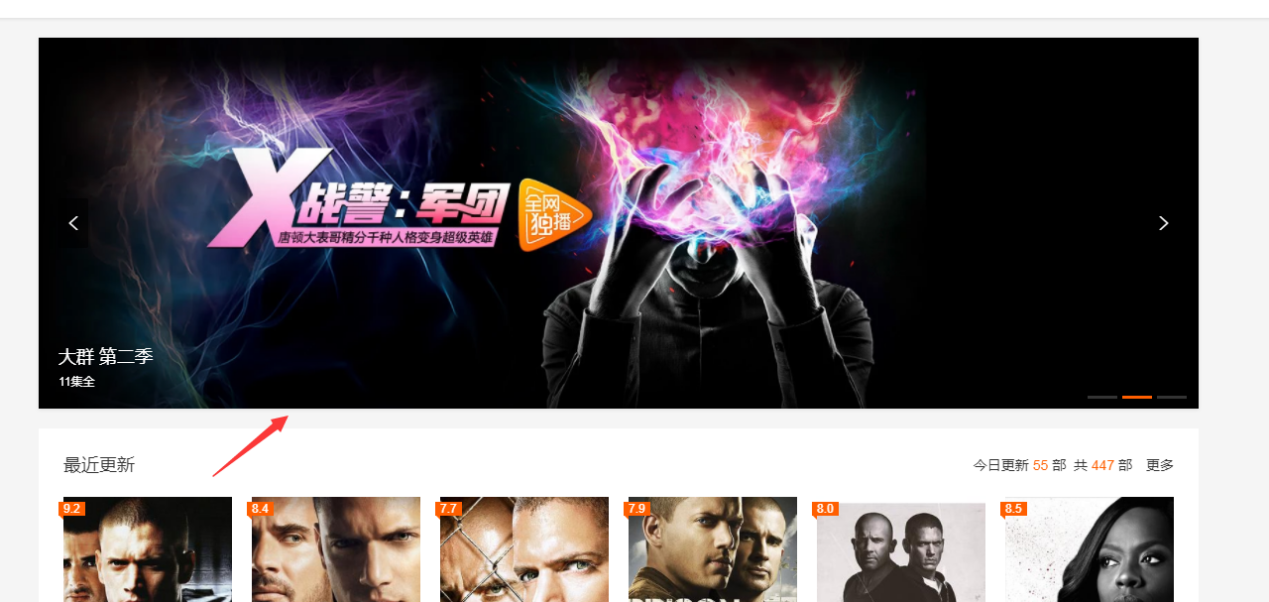 X战警：军团
全网
独播
唐顿大表哥精分千种人格变身超级英雄
大群 第二季
11集全
最近更新
今日更新 55 部 共 447 部 更多
9.2
8.4
7.7
7.9
8.0
8.5